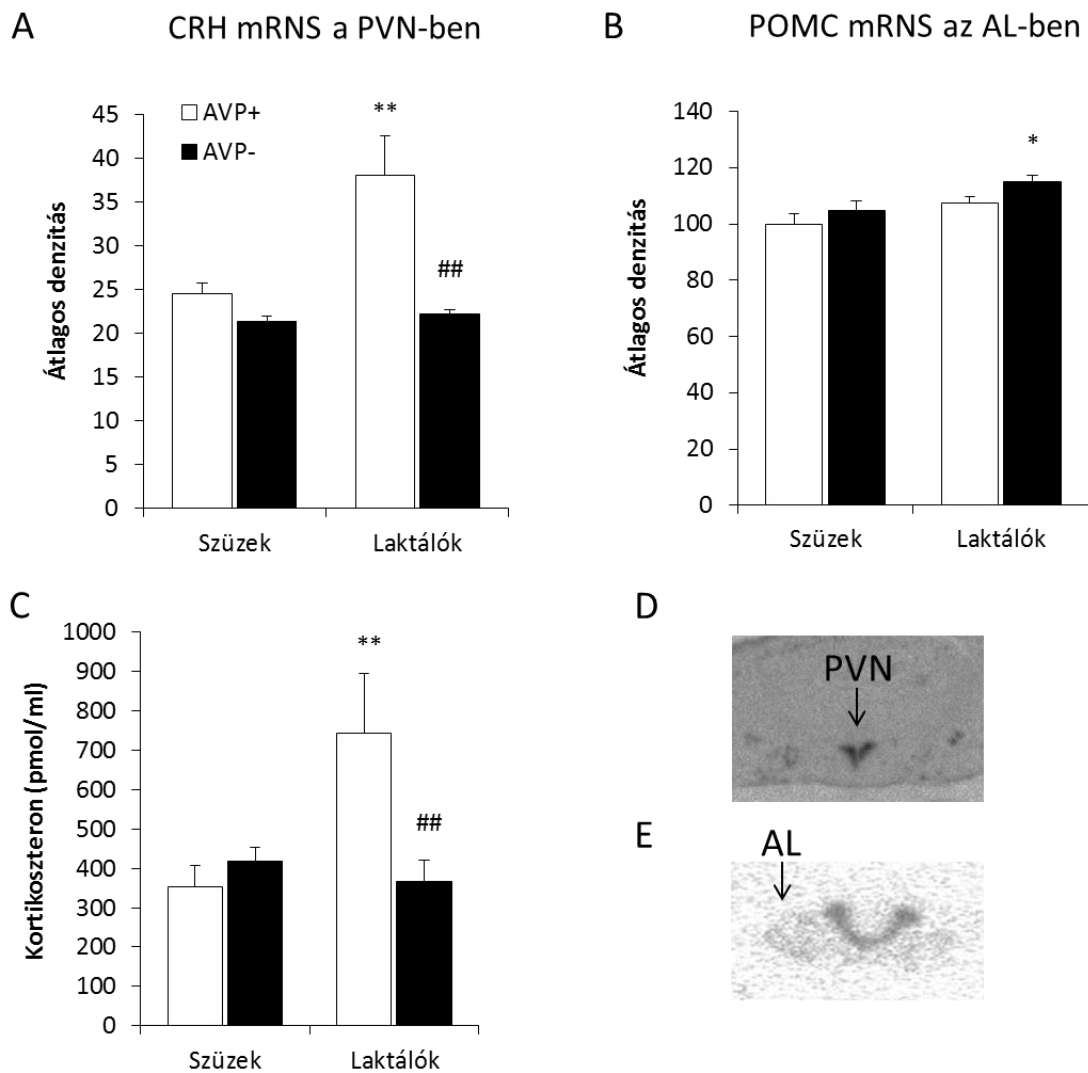 A
CRH mRNS a PVN-ben
AVP+
AVP-
Átlagos denzitás
45
40
35
30
25
20
15
10
5
0
**
##
Szüzek
Laktálók
B
POMC mRNS az AL-ben
Átlagos denzitás
140
120
100
80
60
40
20
0
*
Szüzek
Laktálók
C
Kortikoszteron (pmol/ml)
1000
900
800
700
600
500
400
300
200
100
0
**
##
Szüzek
Laktálók
D
PVN
E
AL